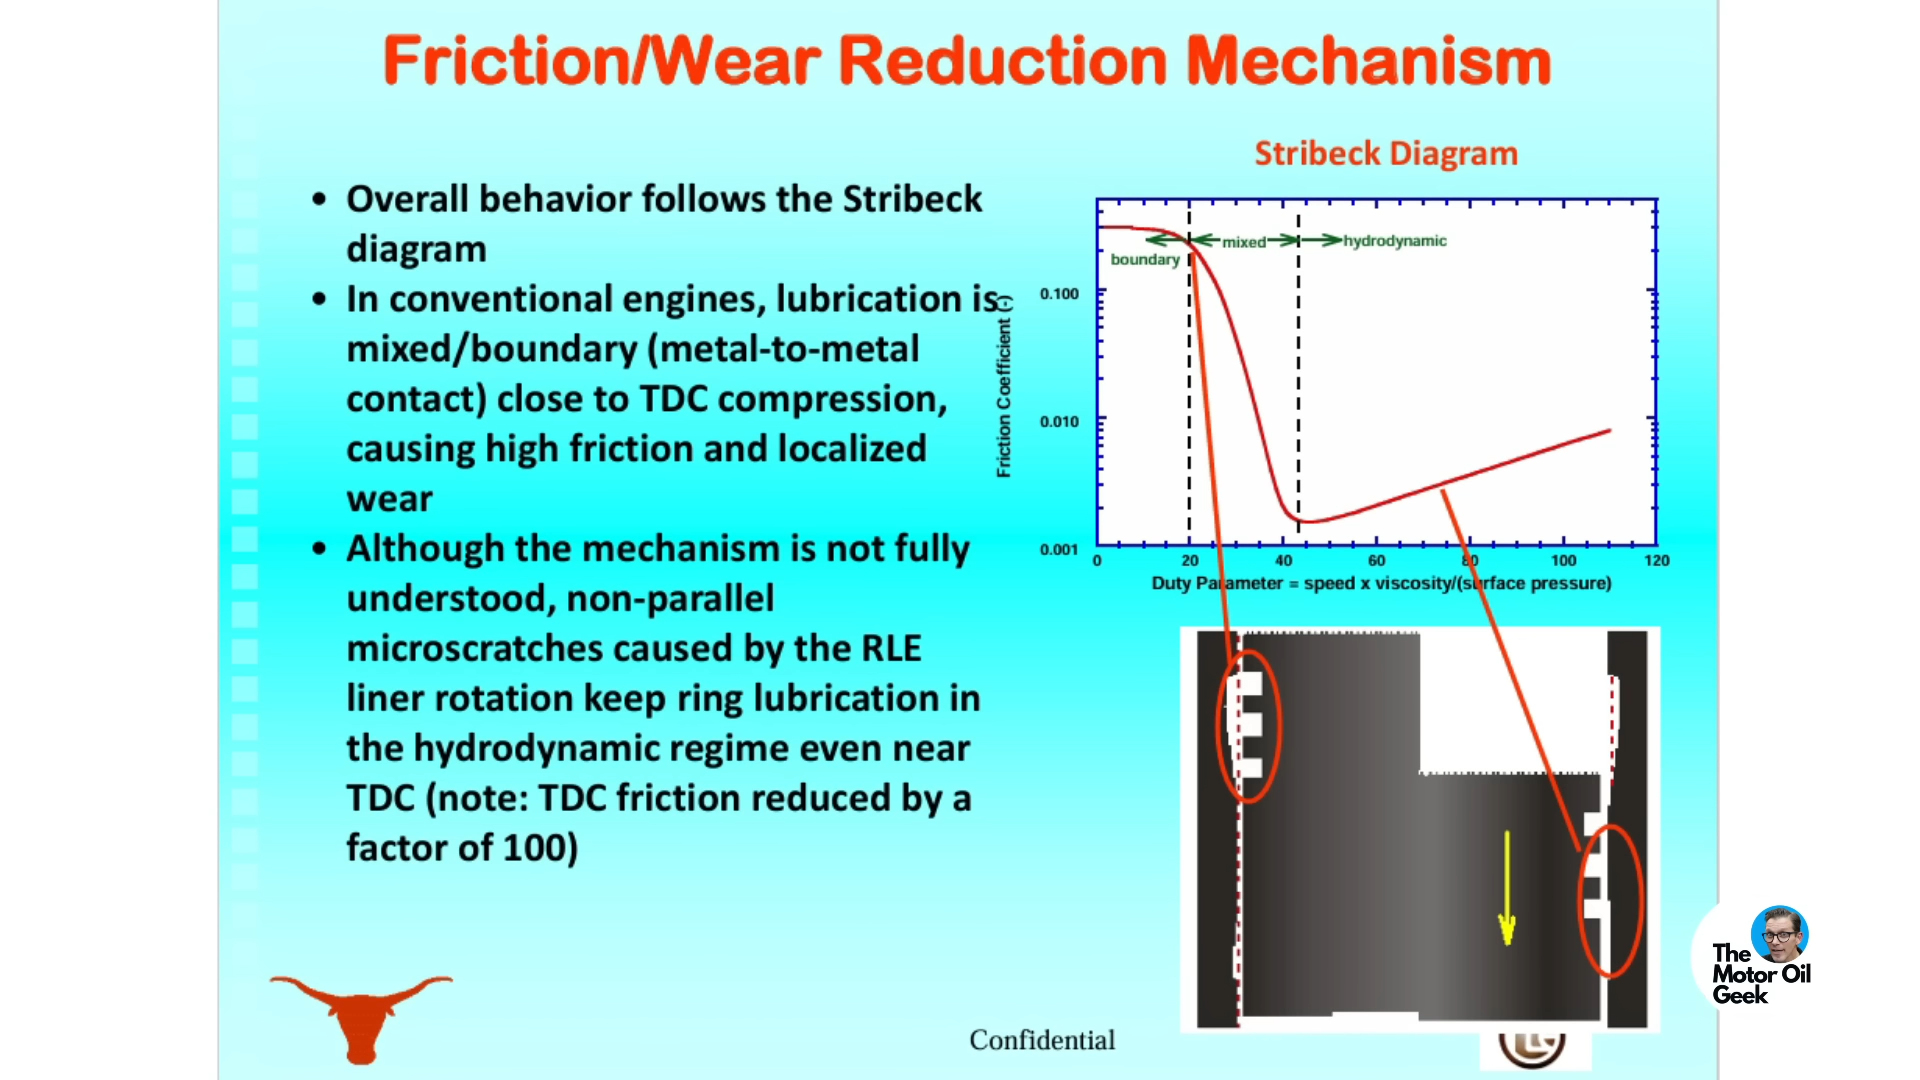 Friction/Wear Reduction Mechanism
• Overall behavior follows the Stribeck
diagram
• In conventional engines, lubrication is
mixed/boundary (metal-to-metal
contact) close to TDC compression,
causing high friction and localized
wear
• Although the mechanism is not fully
understood, non-parallel
microscratches caused by the RLE
liner rotation keep ring lubrication in
the hydrodynamic regime even near
TDC (note: TDC friction reduced by a
factor of 100)
Stribeck Diagram
boundary
mixed
hydrodynamic
Friction Coefficient (-)
0.100
0.010
0.001
0 20 40 60 80 100 120
Duty Parameter = speed x viscosity/(surface pressure)
Confidential
The
Motor Oil
Geek